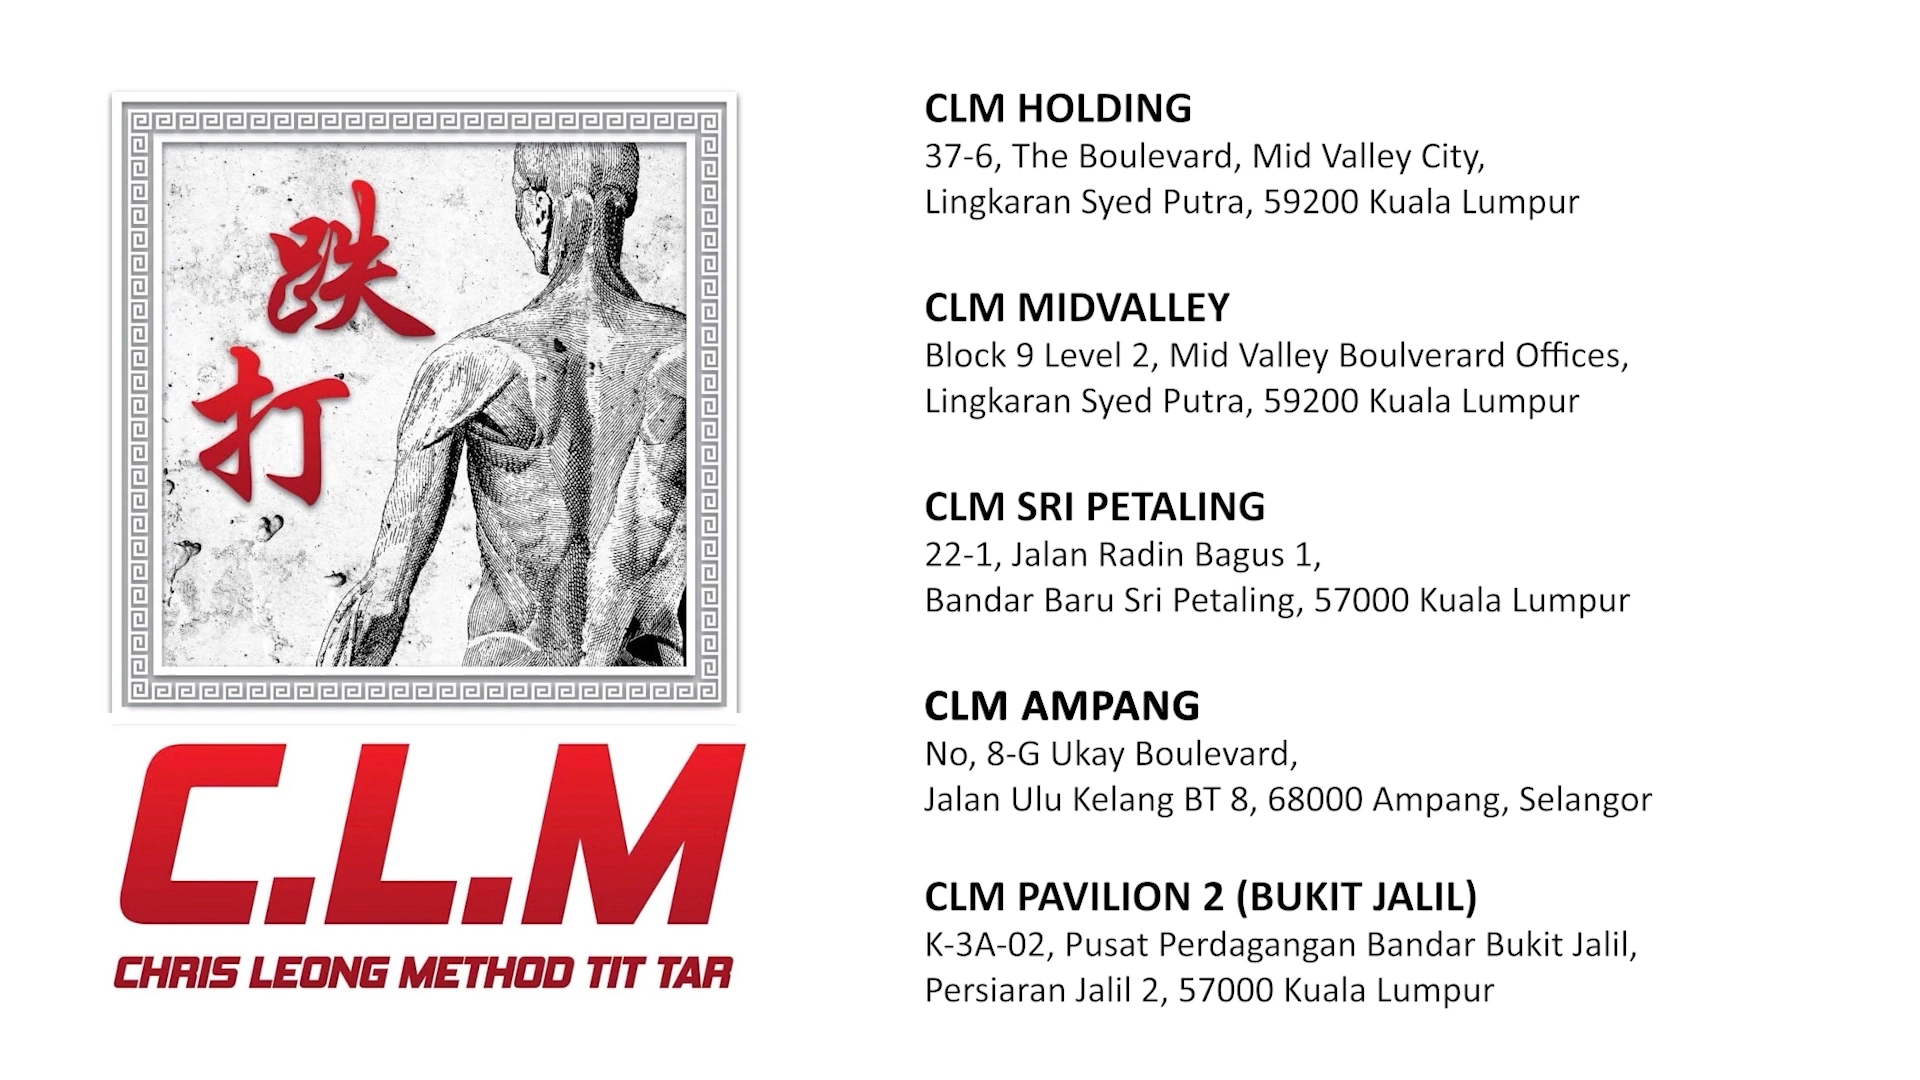 跌
打
C.L.M
CHRIS LEONG METHOD TIT TAR
CLM HOLDING
37-6, The Boulevard, Mid Valley City,
Lingkaran Syed Putra, 59200 Kuala Lumpur
CLM MIDVALLEY
Block 9 Level 2, Mid Valley Boulverard Offices,
Lingkaran Syed Putra, 59200 Kuala Lumpur
CLM SRI PETALING
22-1, Jalan Radin Bagus 1,
Bandar Baru Sri Petaling, 57000 Kuala Lumpur
CLM AMPANG
No, 8-G Ukay Boulevard,
Jalan Ulu Kelang BT 8, 68000 Ampang, Selangor
CLM PAVILION 2 (BUKIT JALIL)
K-3A-02, Pusat Perdagangan Bandar Bukit Jalil,
Persiaran Jalil 2, 57000 Kuala Lumpur